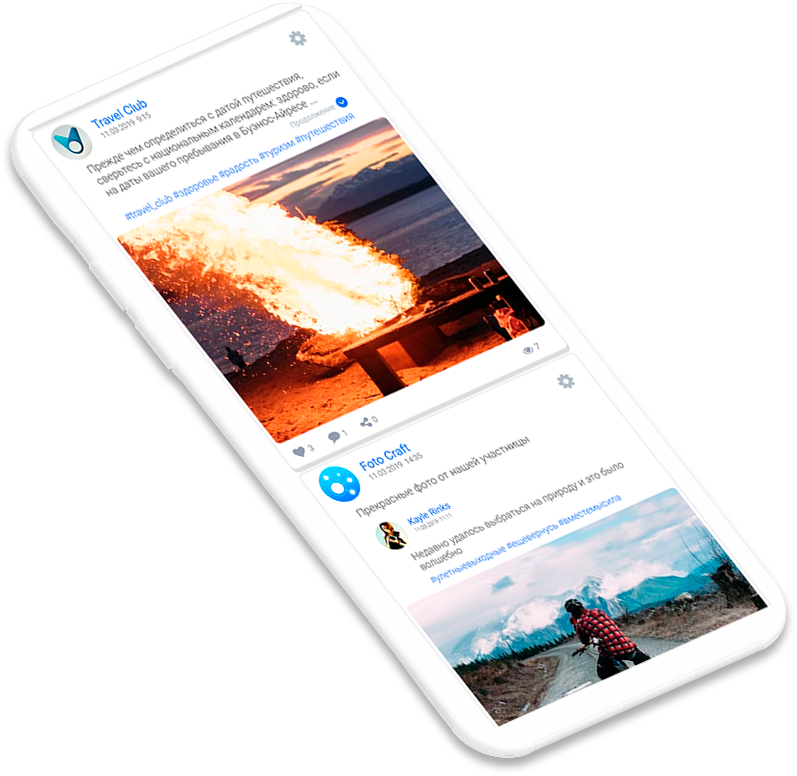 Travel Club
11.03.2019 9:15
Прежде чем определиться с датой путешествия,
сверьтесь с национальным календарем: здорово, если
на даты вашего пребывания в Буэнос-Айресе ...
Продолжение
#travel_club #здоровье #радость #туризм #путешествия
7
3
1
0
Foto Craft
11.03.2019 14:35
Прекрасные фото от нашей участницы
Kayle Rinks
11.03.2019 11:11
Недавно удалось выбраться на природу и это было
волшебно
#улетныевыходные #ещевернусь #вместемысила